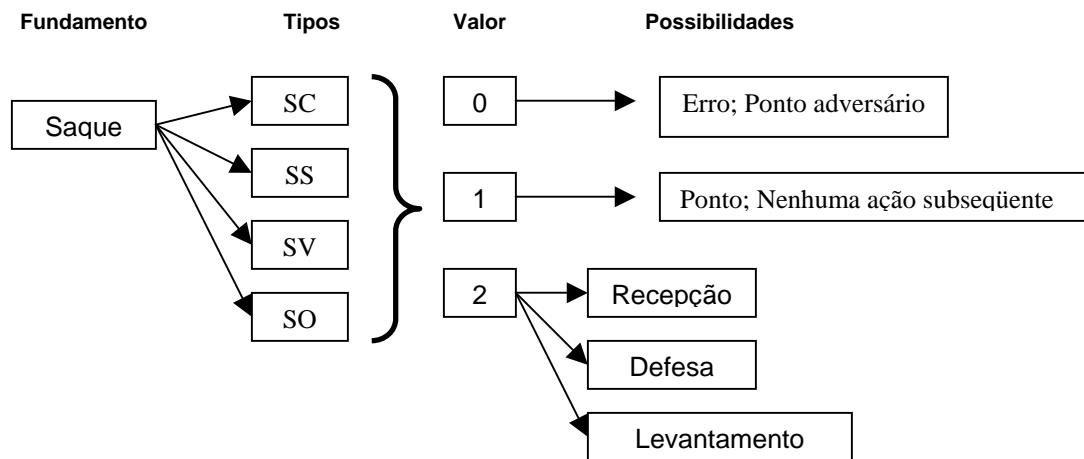 Fundamento Tipos Valor Possibilidades
SC 0 Erro; Ponto adversário
Saque
SS 1 Ponto; Nenhuma ação subseqüente
SV
2 Recepção
SO
Defesa
Levantamento